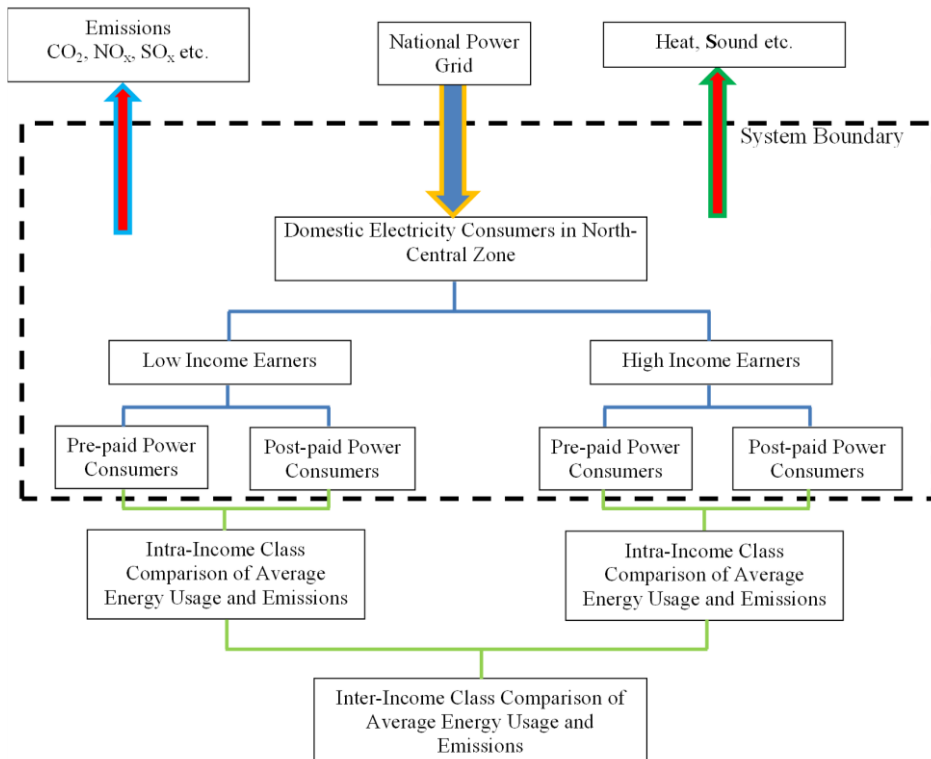 Emissions
CO₂, NOₓ, SOₓ etc.
National Power
Grid
Heat, Sound etc.
System Boundary
Domestic Electricity Consumers in North-
Central Zone
Low Income Earners
High Income Earners
Pre-paid Power
Consumers
Post-paid Power
Consumers
Pre-paid Power
Consumers
Post-paid Power
Consumers
Intra-Income Class
Comparison of Average
Energy Usage and Emissions
Intra-Income Class
Comparison of Average
Energy Usage and Emissions
Inter-Income Class Comparison of
Average Energy Usage and
Emissions